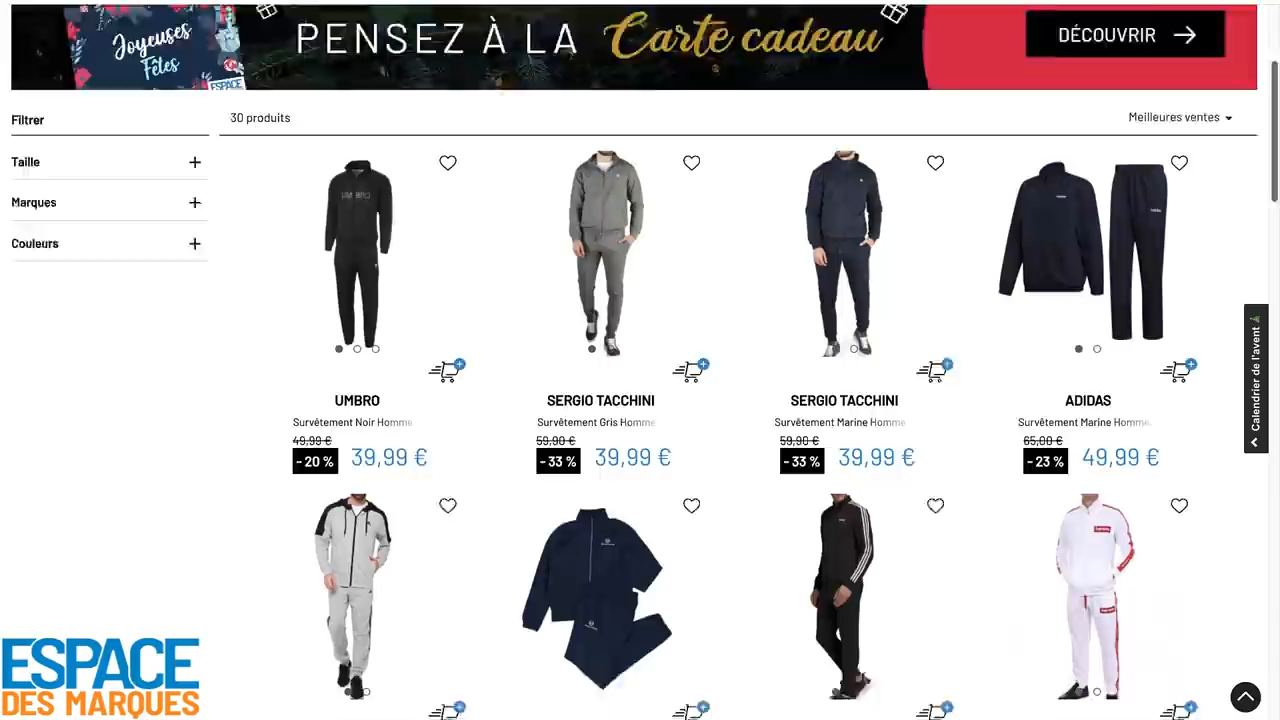 Joyeuses
Fêtes
ESPACE
PENSEZ À LA Carte cadeau
DÉCOUVRIR
Filtrer
30 produits
Meilleures ventes
Taille
Marques
Couleurs
UMBRO
Survêtement Noir Homme
49,99 €
- 20 %
39,99 €
SERGIO TACCHINI
Survêtement Gris Homme
59,90 €
- 33 %
39,99 €
SERGIO TACCHINI
Survêtement Marine Homme
59,90 €
- 33 %
39,99 €
ADIDAS
Survêtement Marine Homme
65,00 €
- 23 %
49,99 €
Calendrier de l'avent
ESPACE
DES MARQUES